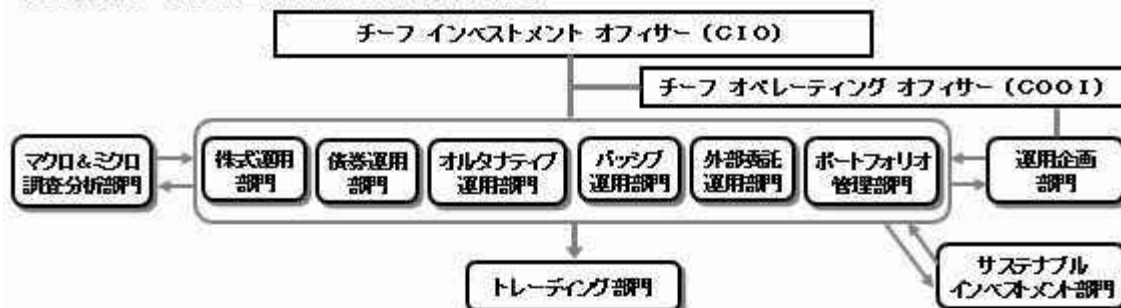 チーフ インベストメント オフィサー (CIO)
チーフ オペレーティング オフィサー (COOI)
マクロ&ミクロ
調査分析部門
株式運用
部門
債券運用
部門
オルタナティブ
運用部門
パッシブ
運用部門
外部委託
運用部門
ポートフォリオ
管理部門
運用企画
部門
トレーディング部門
サステナブル
インベストメント部門